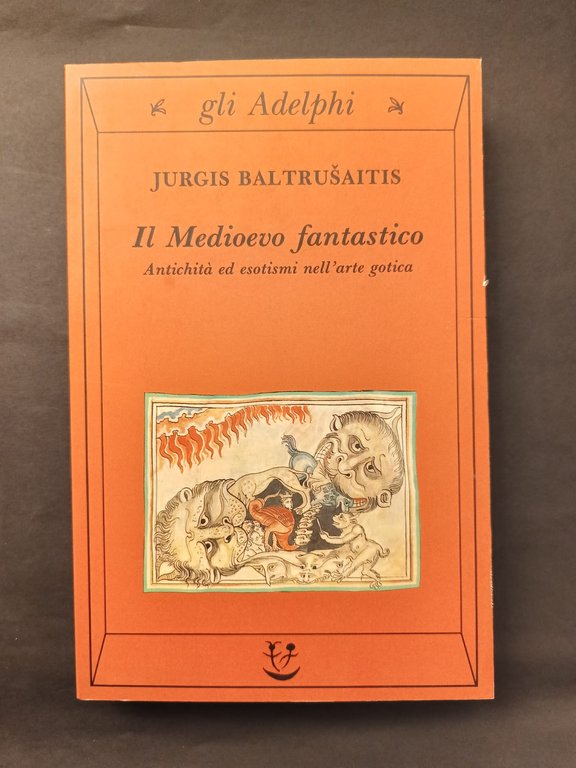 gli Adelphi
JURGIS BALTRUŠAITIS
Il Medioevo fantastico
Antichità ed esotismi nell'arte gotica